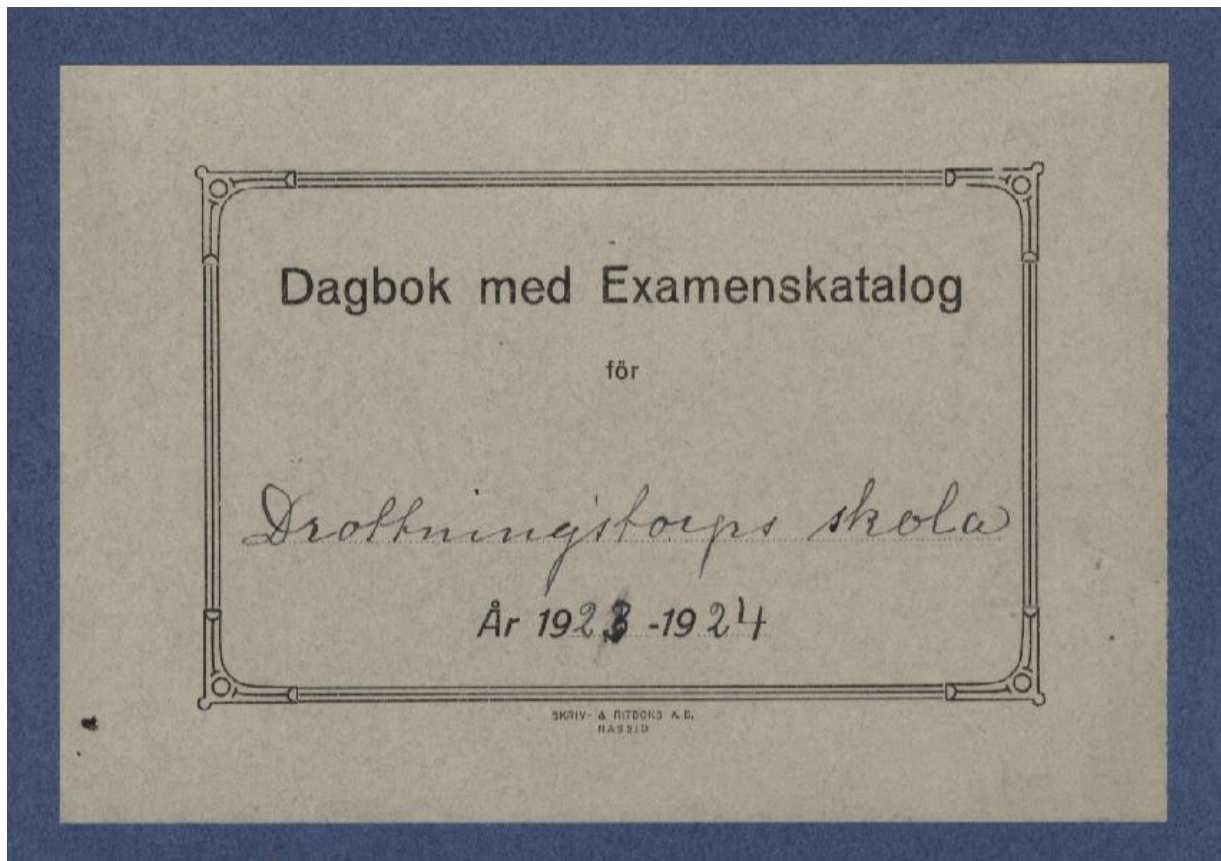 Dagbok med Examenskatalog
för
Drottningstorps skola
År 1923-1924
SKRIV- & RITBOKS A.B.
NÄSSJÖ